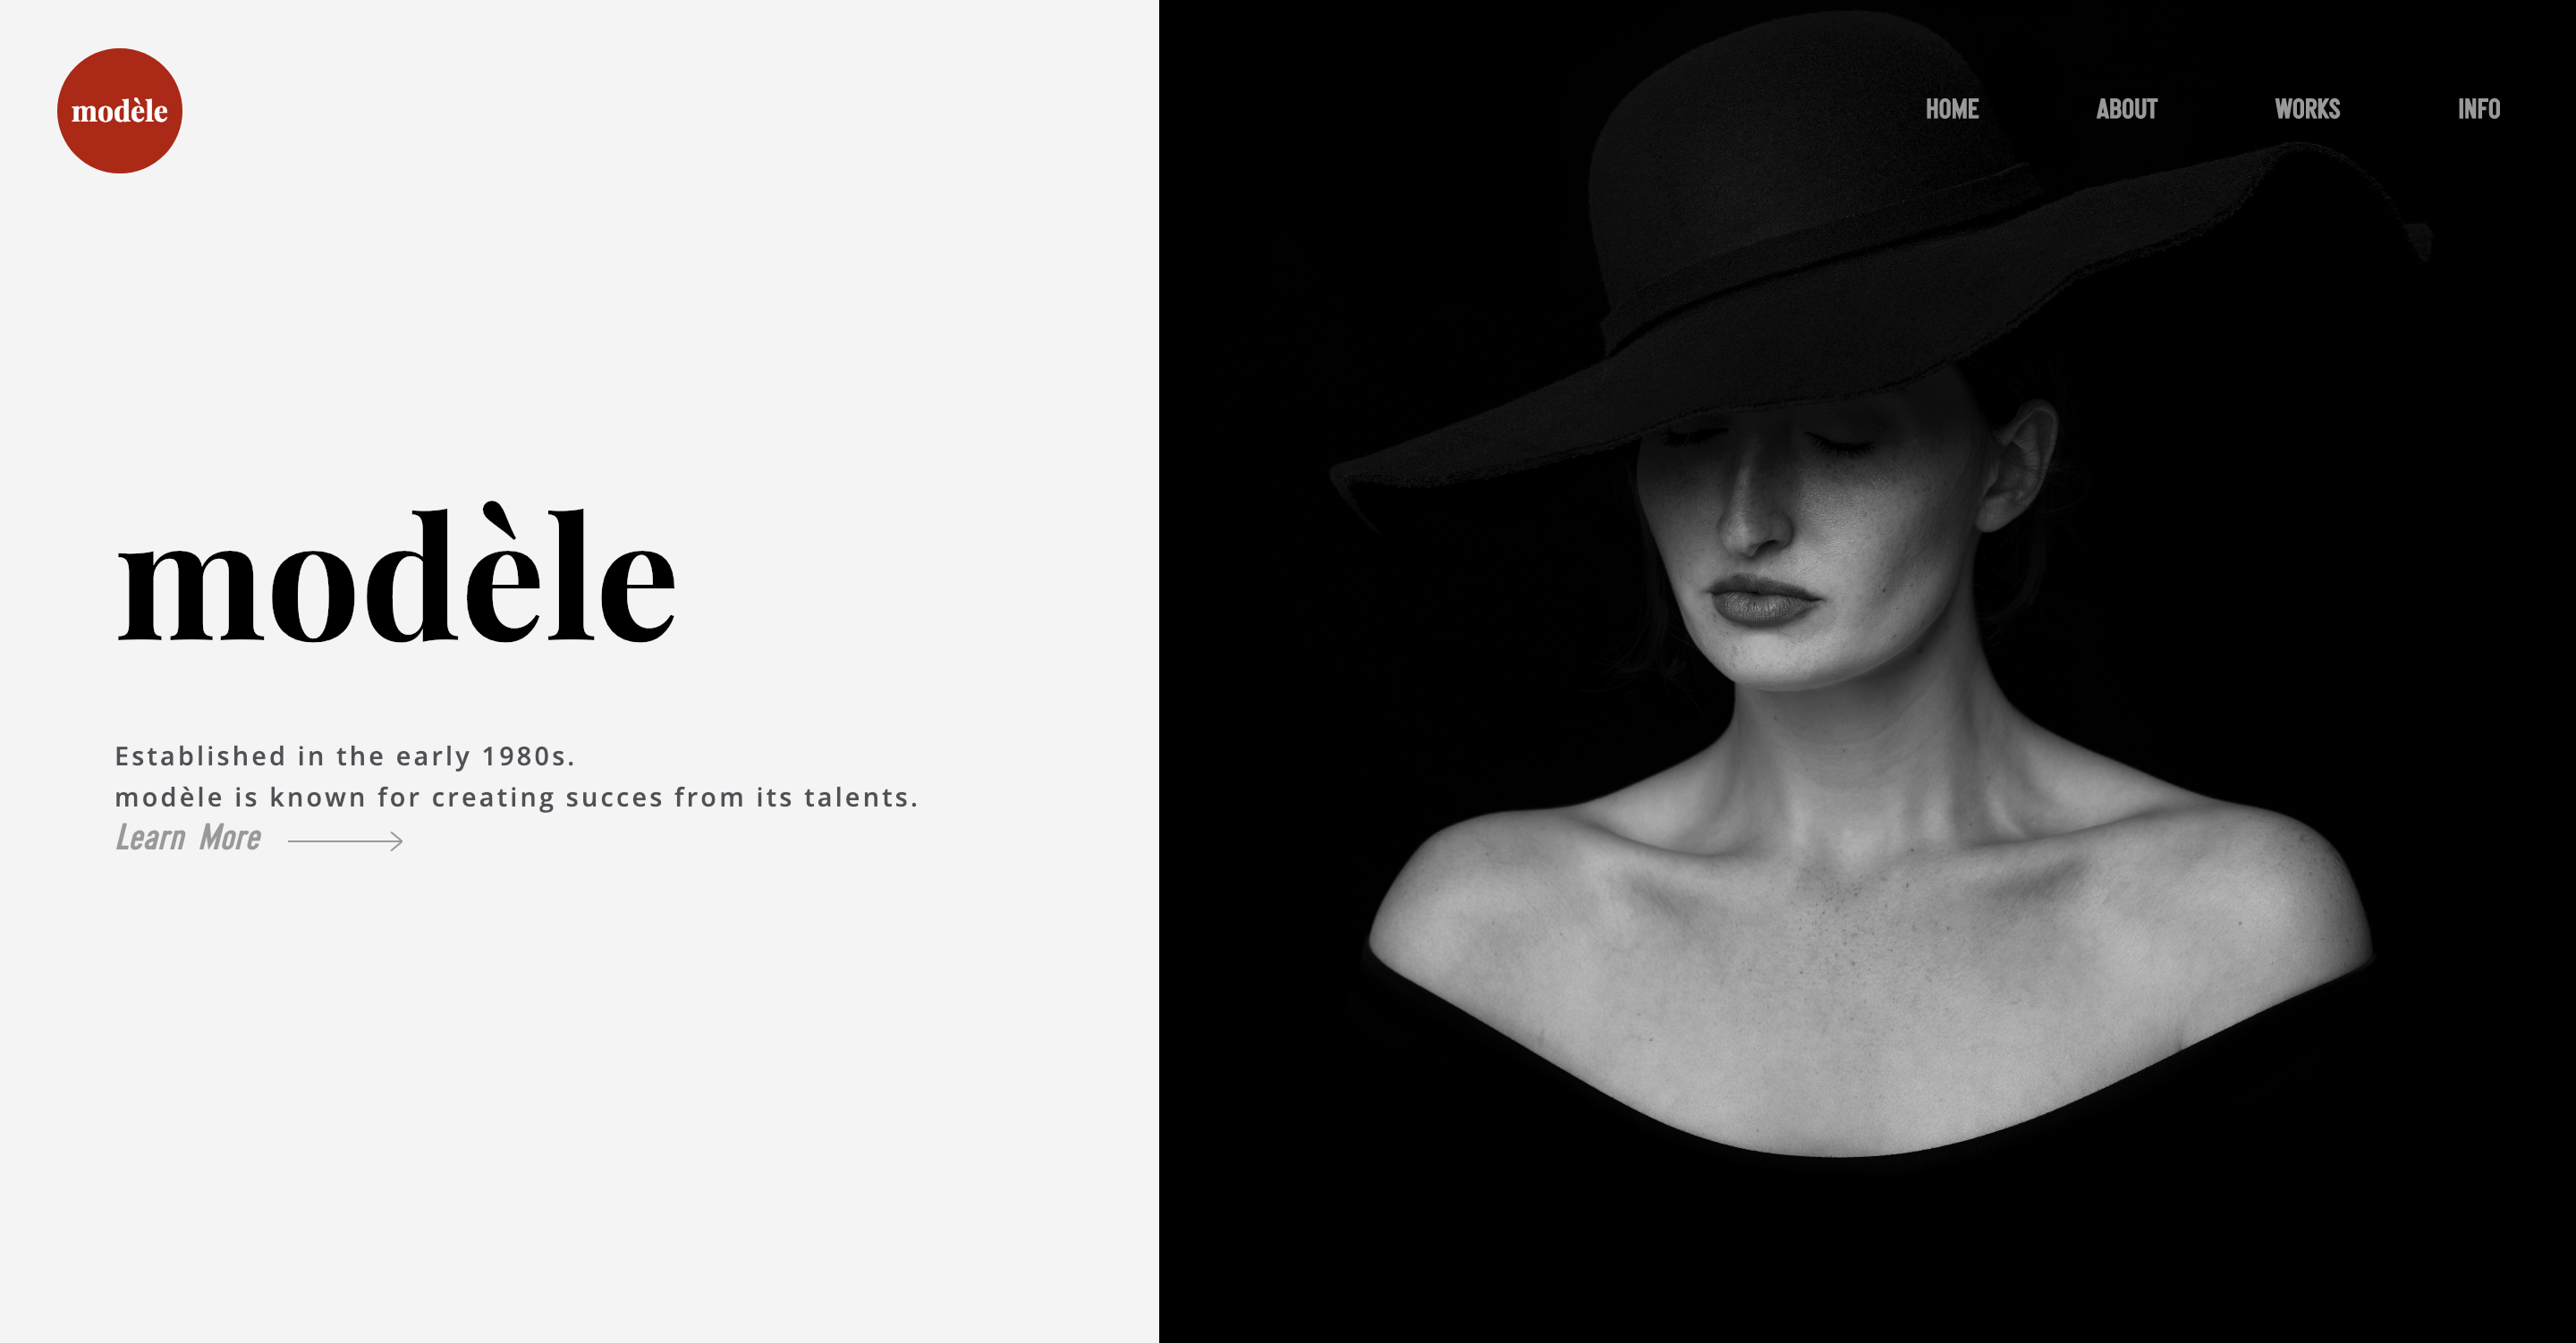 modèle
HOME ABOUT WORKS INFO
modèle
Established in the early 1980s.
modèle is known for creating succes from its talents.
Learn More